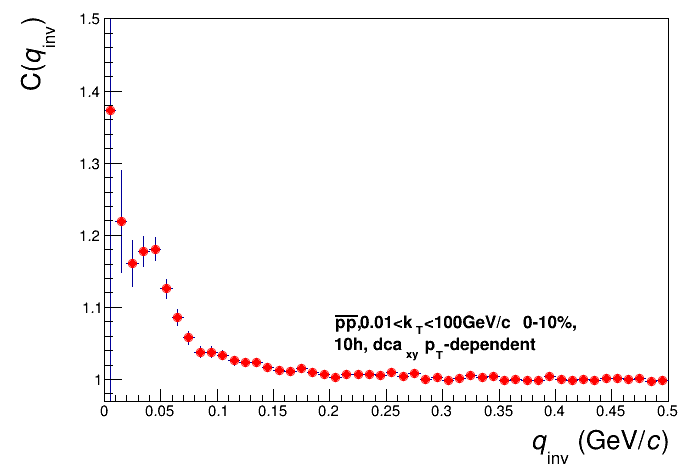 C(q_inv)
1.5
1.4
1.3
1.2
1.1
1
0 0.05 0.1 0.15 0.2 0.25 0.3 0.35 0.4 0.45 0.5
p̅p̅,0.01<k_T<100GeV/c 0-10%,
10h, dca_xy p_T-dependent
q_inv (GeV/c)